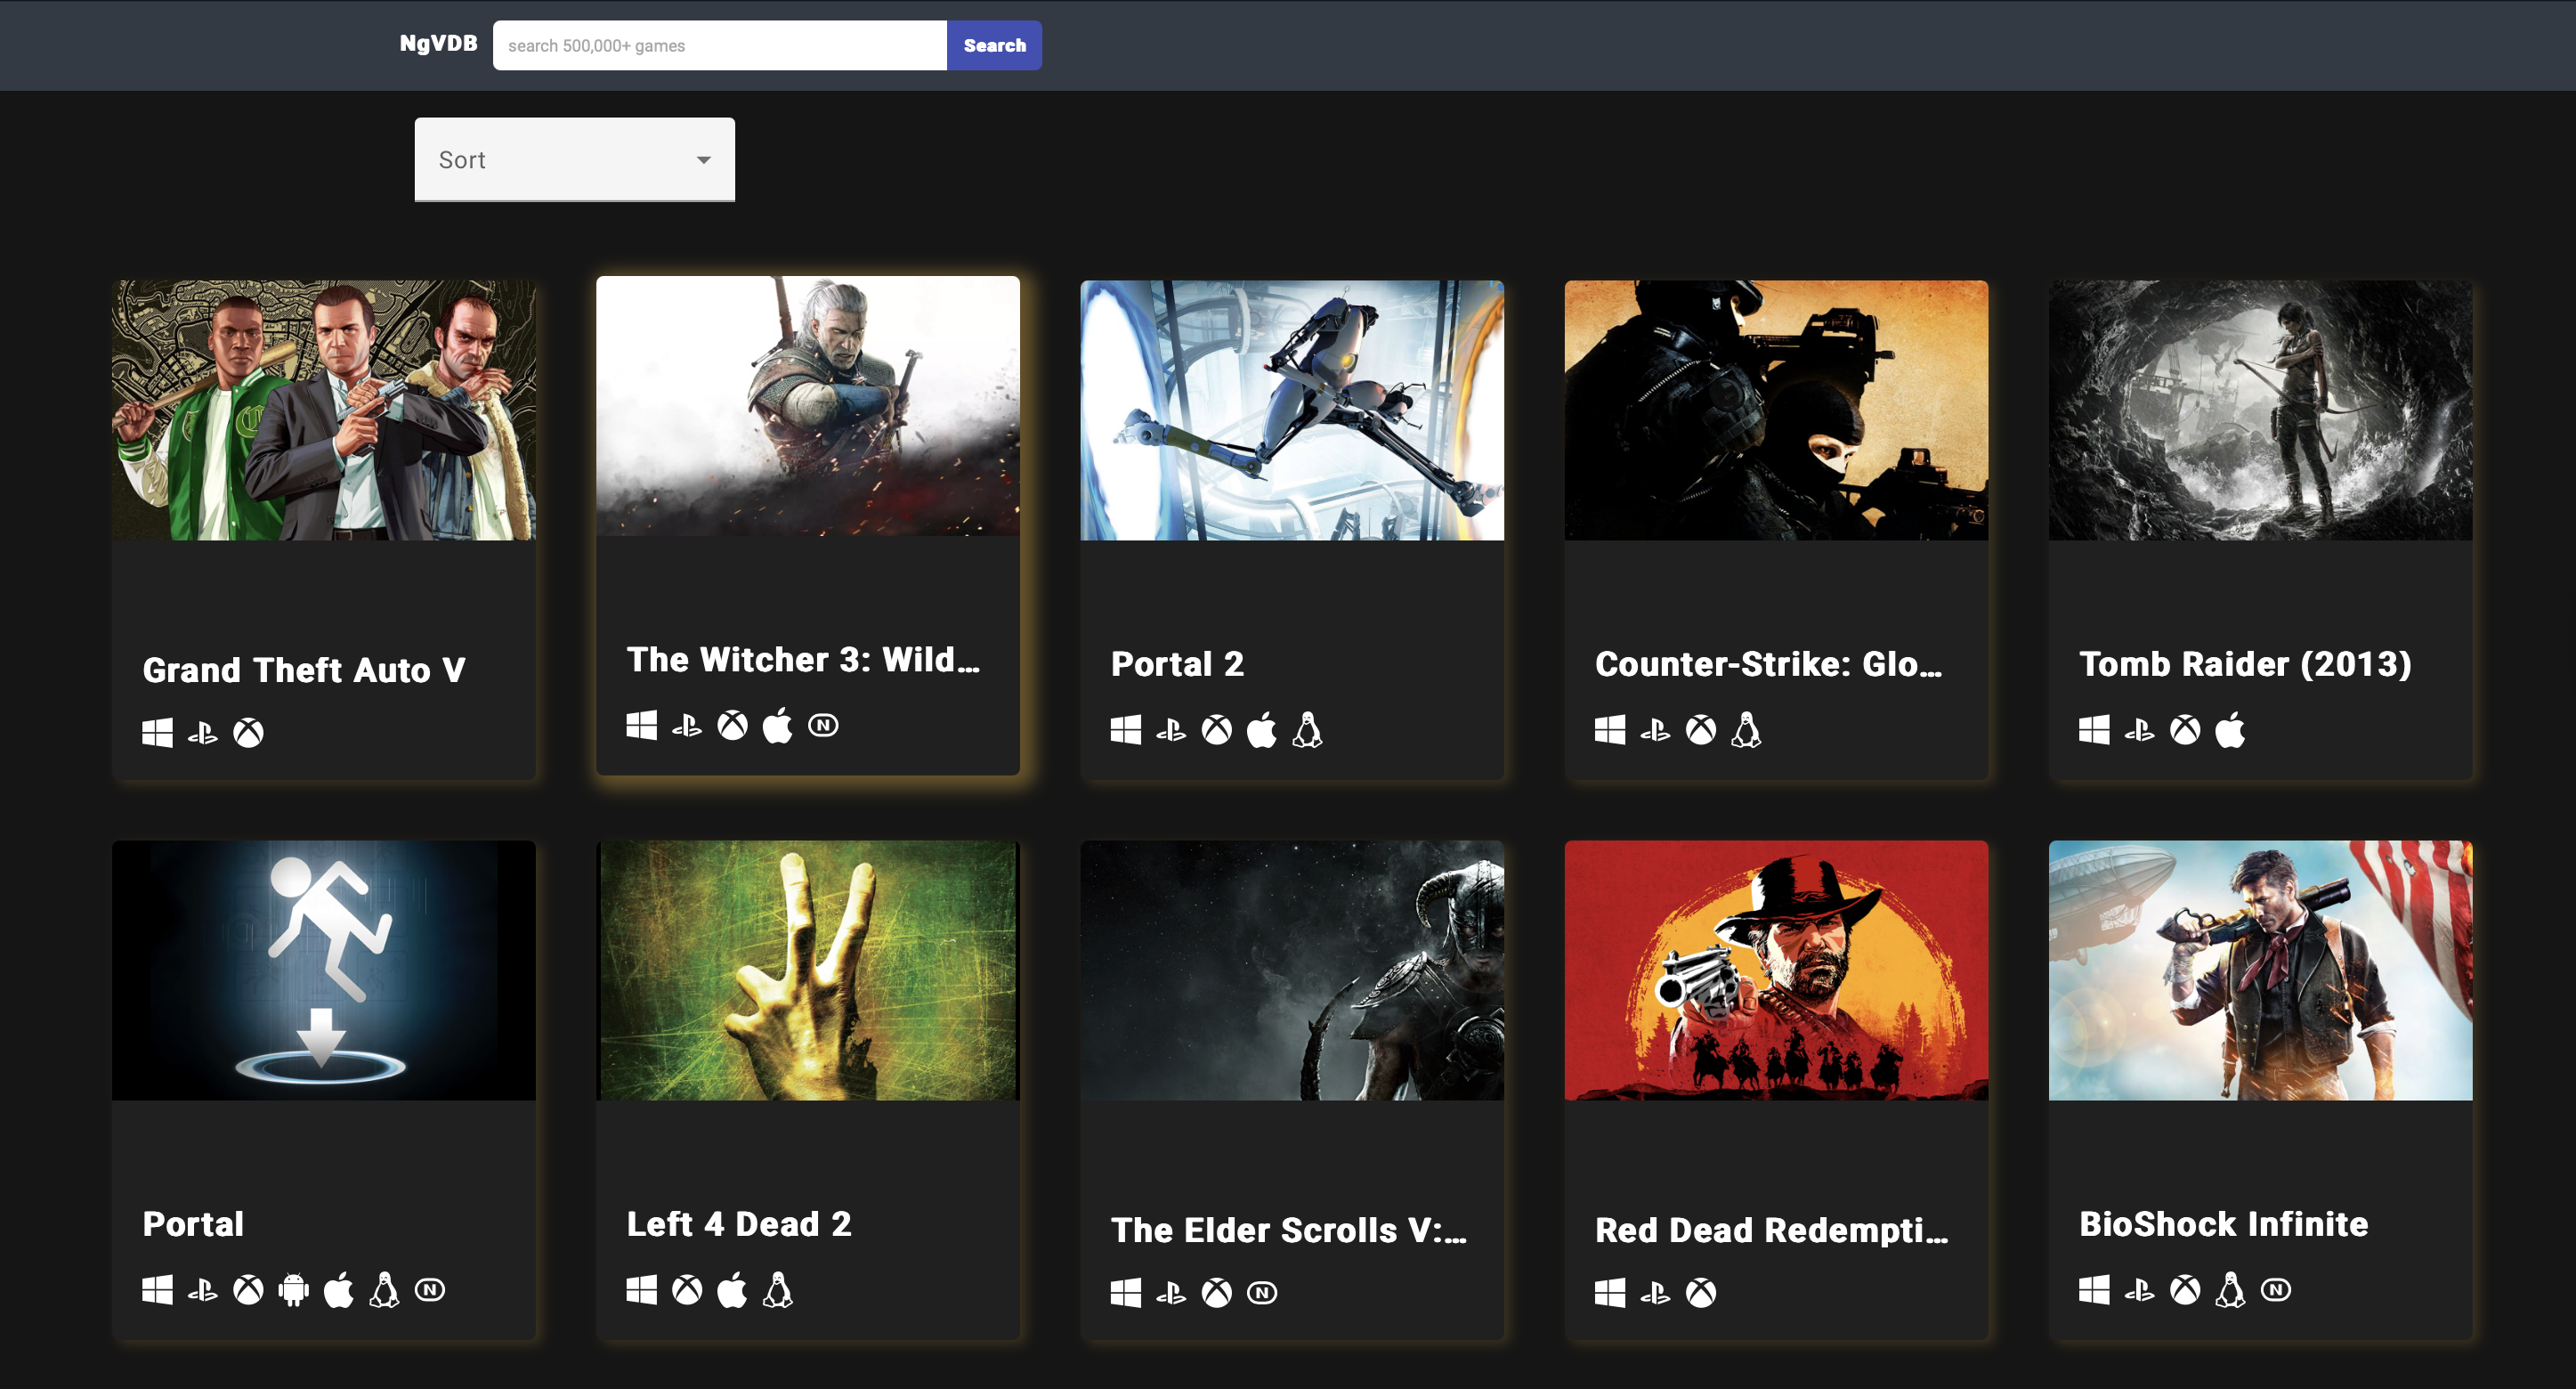 NgVDB
search 500,000+ games
Search
Sort
Grand Theft Auto V
The Witcher 3: Wild...
Portal 2
Counter-Strike: Glo...
Tomb Raider (2013)
Portal
Left 4 Dead 2
The Elder Scrolls V:...
Red Dead Redempti...
BioShock Infinite